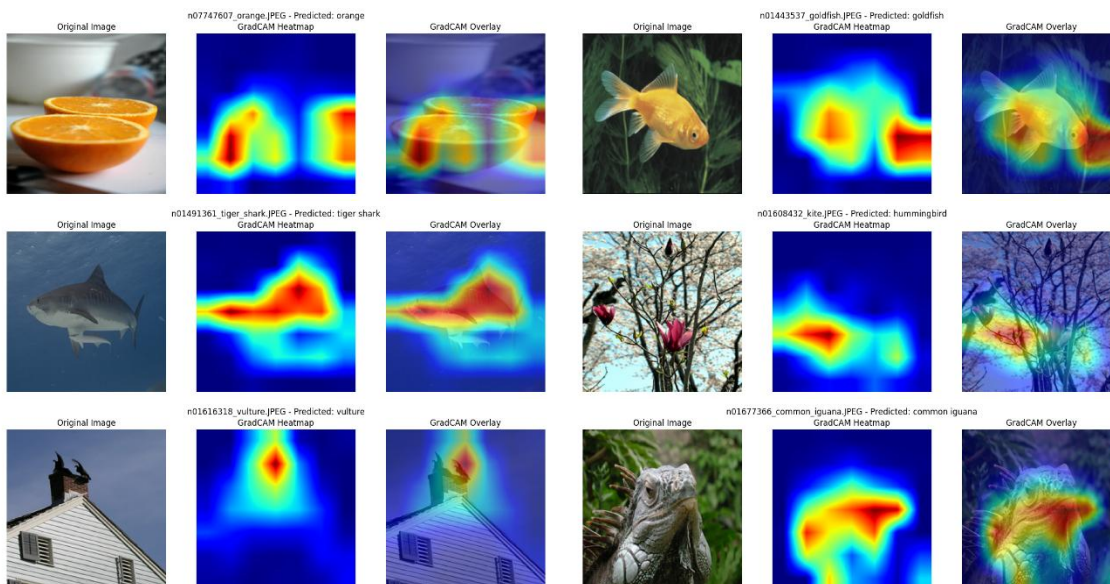 n07747607_orange.JPEG - Predicted: orange
Original Image GradCAM Heatmap GradCAM Overlay
n01443537_goldfish.JPEG - Predicted: goldfish
Original Image GradCAM Heatmap GradCAM Overlay
n01491361_tiger_shark.JPEG - Predicted: tiger shark
Original Image GradCAM Heatmap GradCAM Overlay
n01608432_kite.JPEG - Predicted: hummingbird
Original Image GradCAM Heatmap GradCAM Overlay
n01616318_vulture.JPEG - Predicted: vulture
Original Image GradCAM Heatmap GradCAM Overlay
n01677366_common_iguana.JPEG - Predicted: common iguana
Original Image GradCAM Heatmap GradCAM Overlay